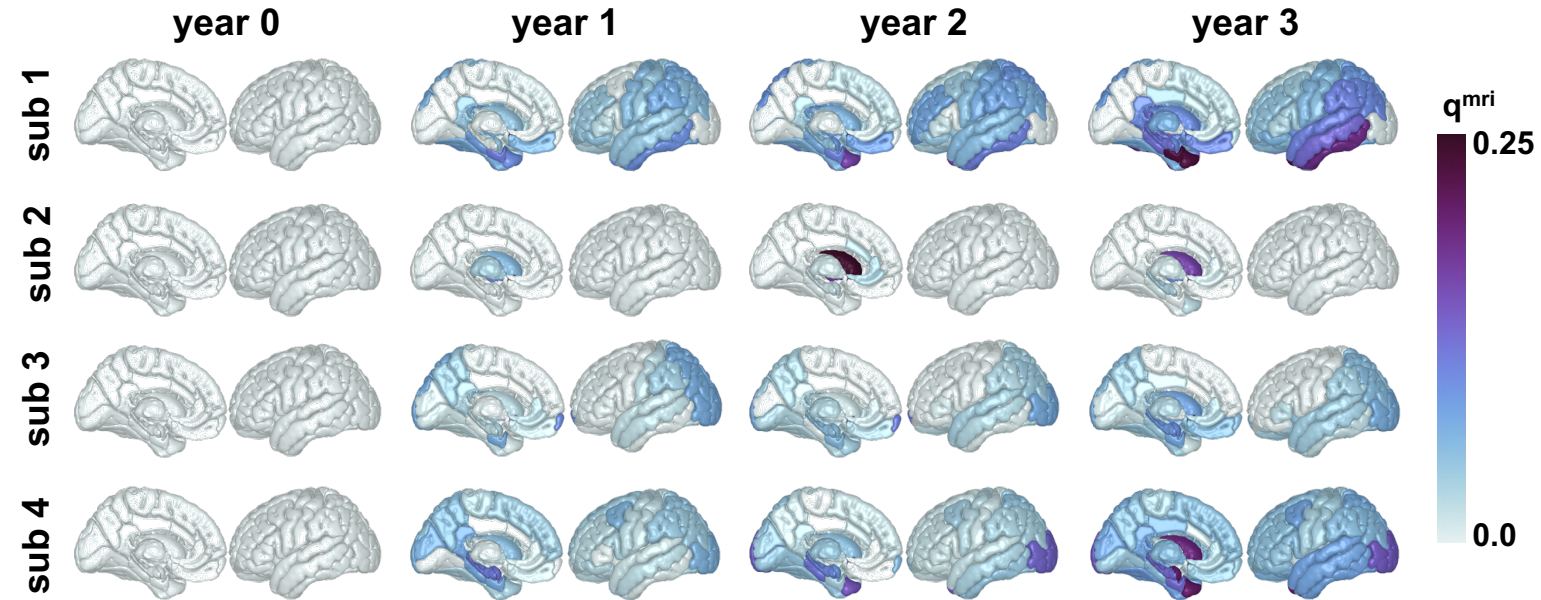 year 0 year 1 year 2 year 3
sub 1
q^mri
0.25
sub 2
sub 3
sub 4
0.0